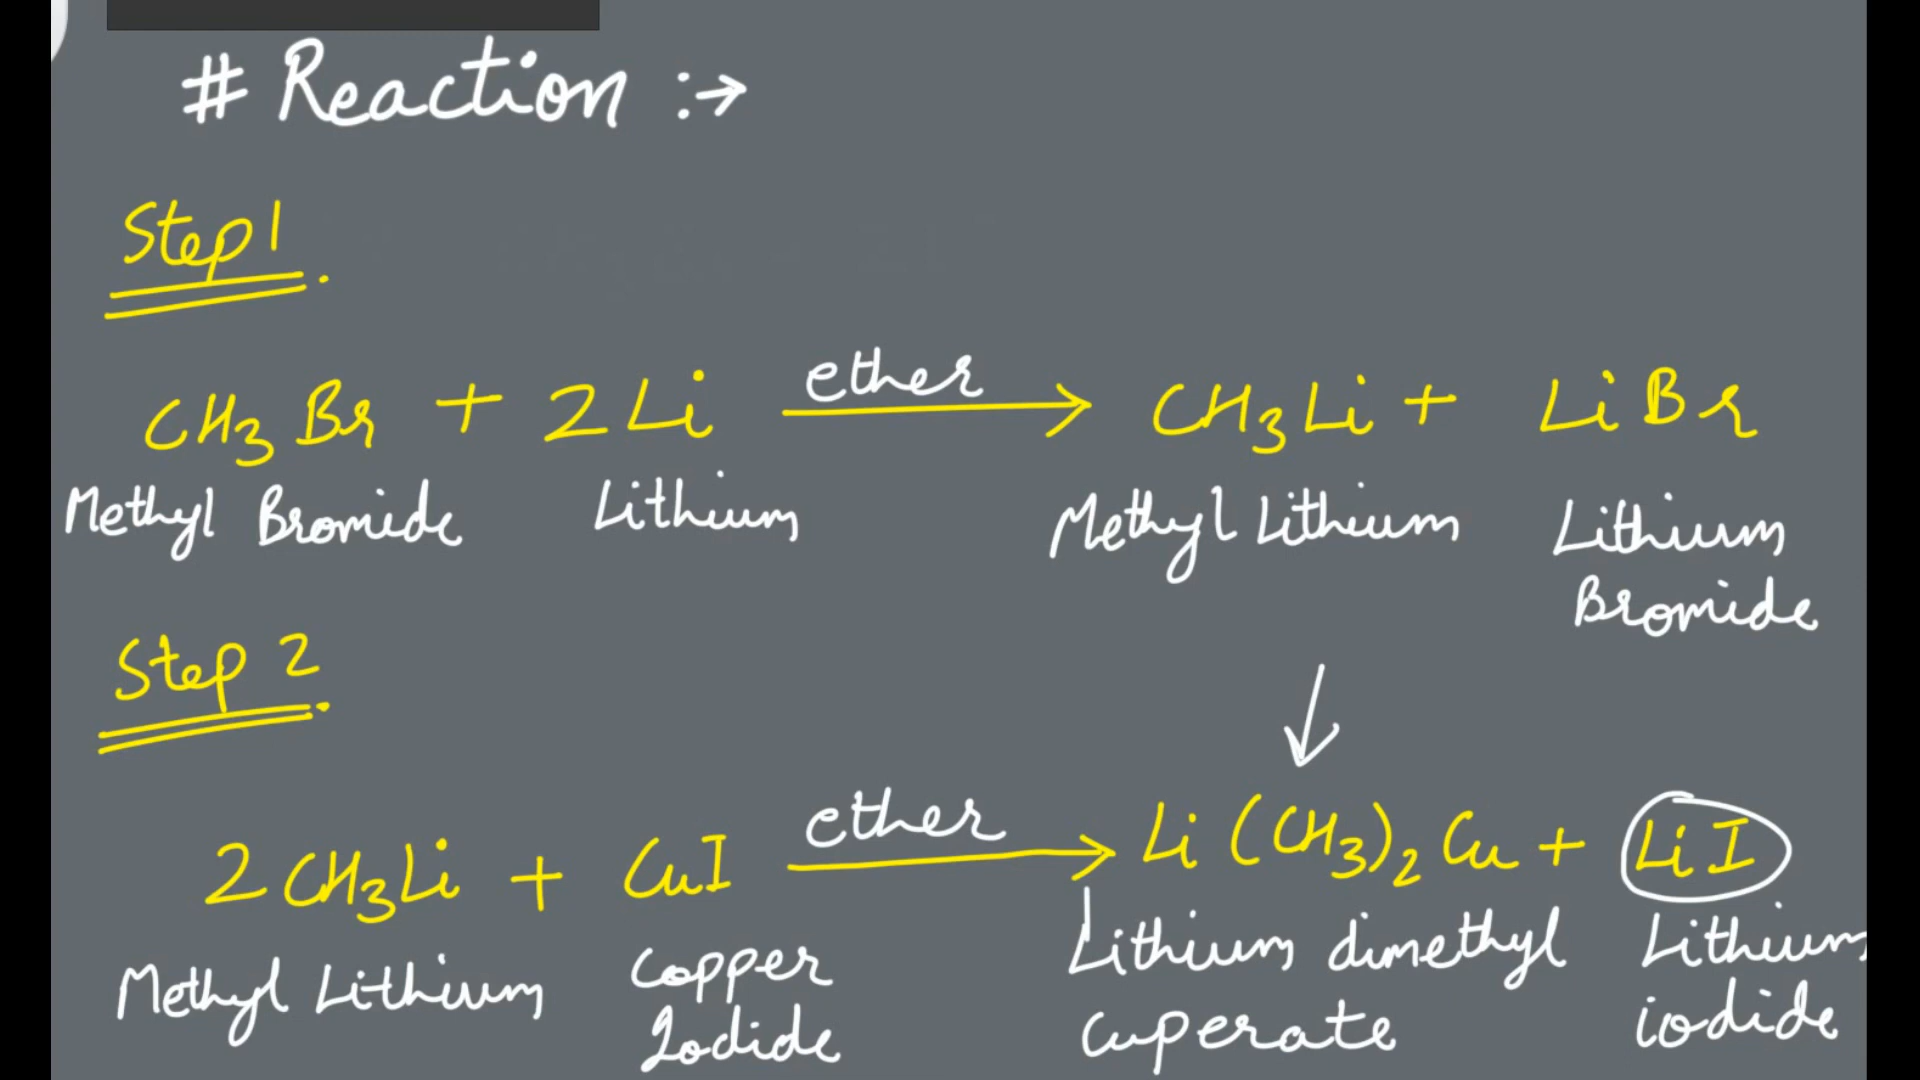 # Reaction :→
Step 1.
ether
CH3Br + 2Li → CH3Li + LiBr
Methyl Bromide Lithium Methyl Lithium Lithium
Bromide
Step 2.
↓
ether
2CH3Li + CuI → Li(CH3)2Cu + LiI
Methyl Lithium Copper Lithium dimethyl Lithium
Iodide cuperate iodide